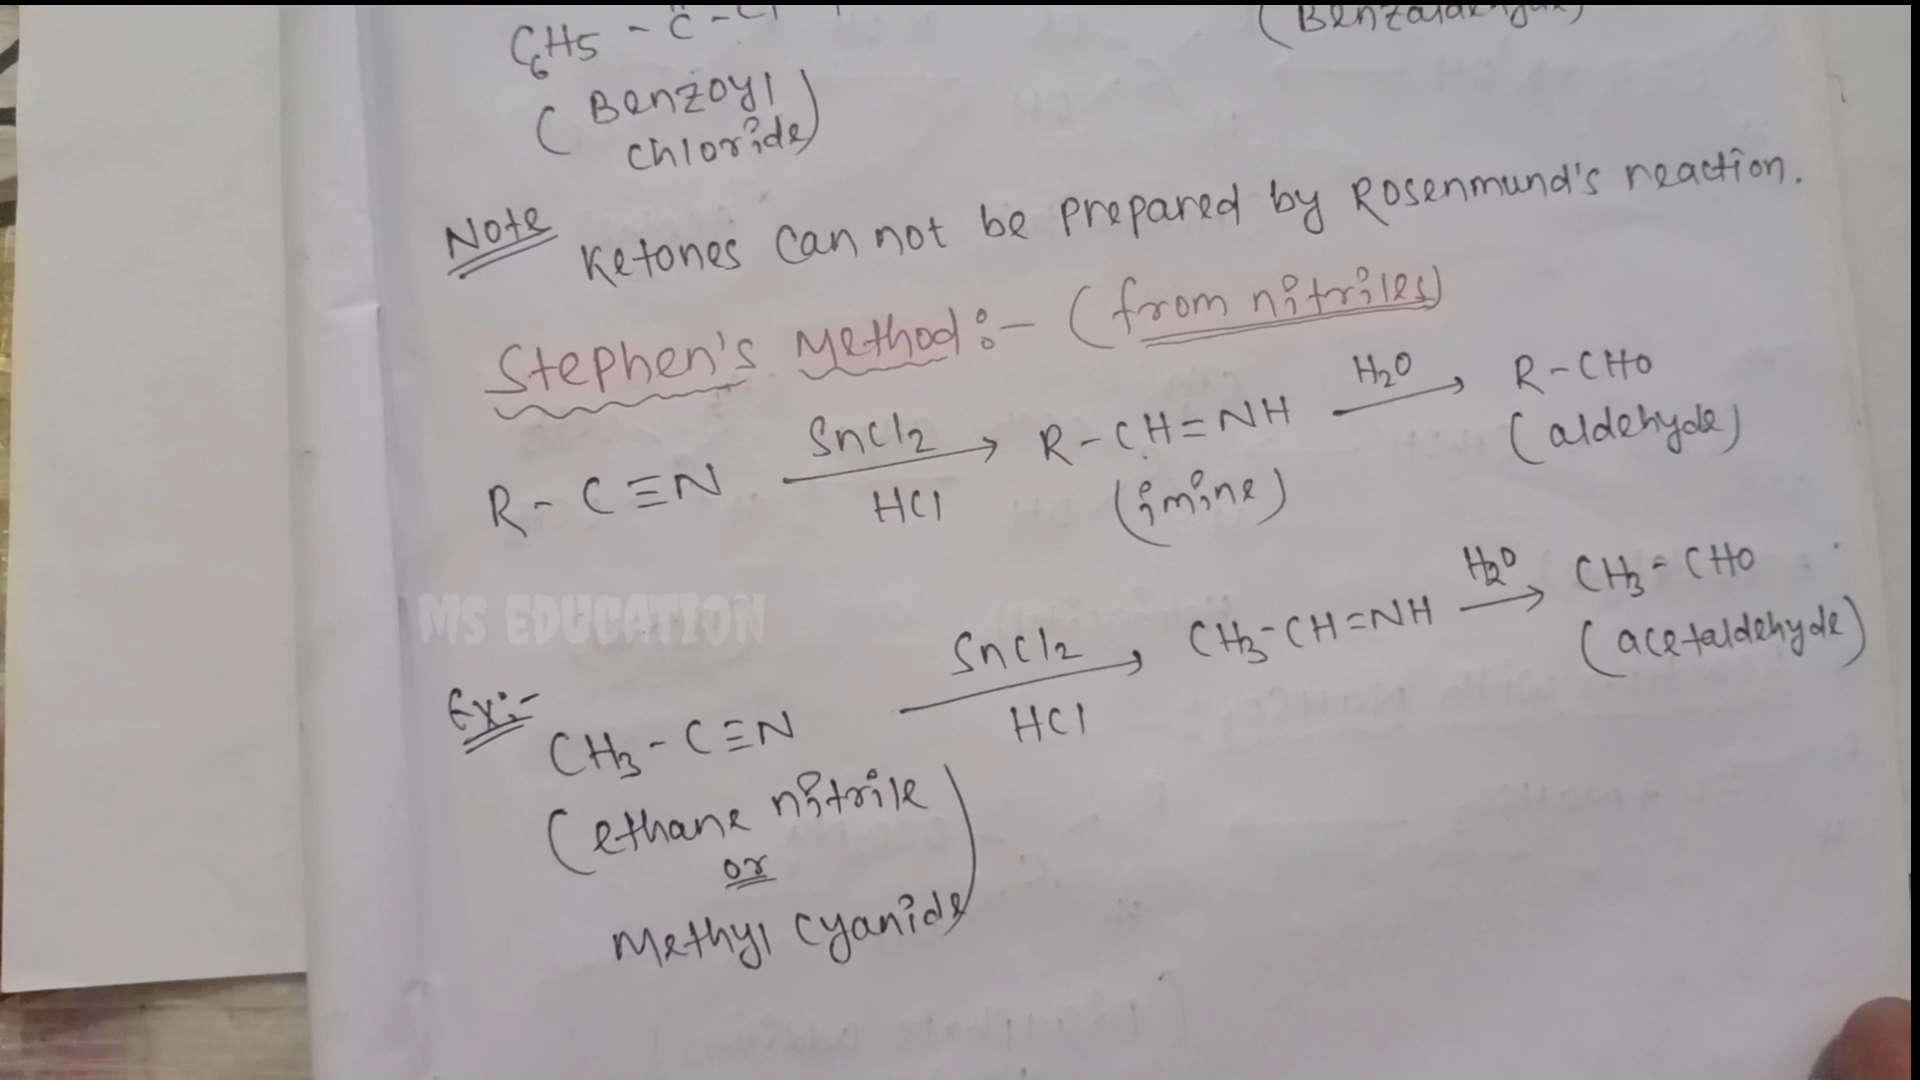 C6H5 - C - Cl
(Benzaldehyde)
(Benzoyl
chloride)
Note Ketones can not be prepared by Rosenmund's reaction.
Stephen's Method:- (from nitriles)
R - C ≡ N SnCl2 HCl → R - CH = NH (imine) H2O → R - CHO (aldehyde)
MS EDUCATION
Ex:- CH3 - C ≡ N SnCl2 HCl → CH3 - CH = NH H2O → CH3 - CHO (acetaldehyde)
(ethane nitrile
or
Methyl cyanide)